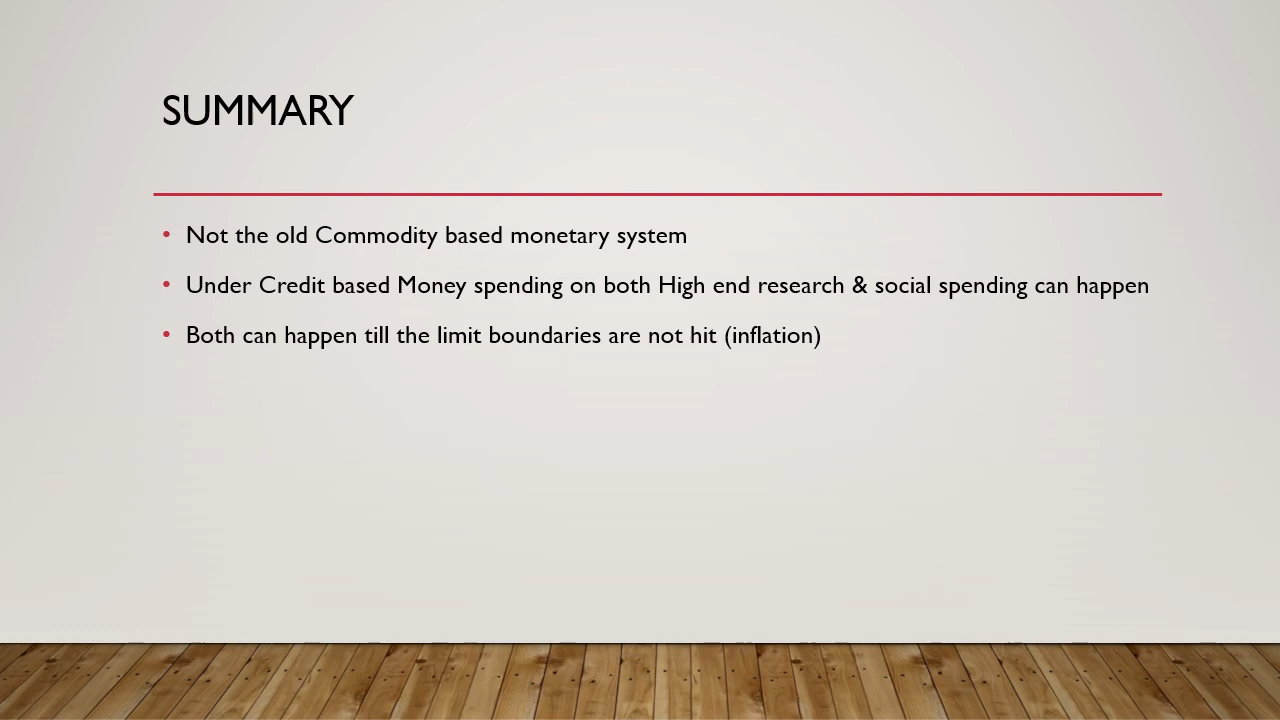 SUMMARY
• Not the old Commodity based monetary system
• Under Credit based Money spending on both High end research & social spending can happen
• Both can happen till the limit boundaries are not hit (inflation)